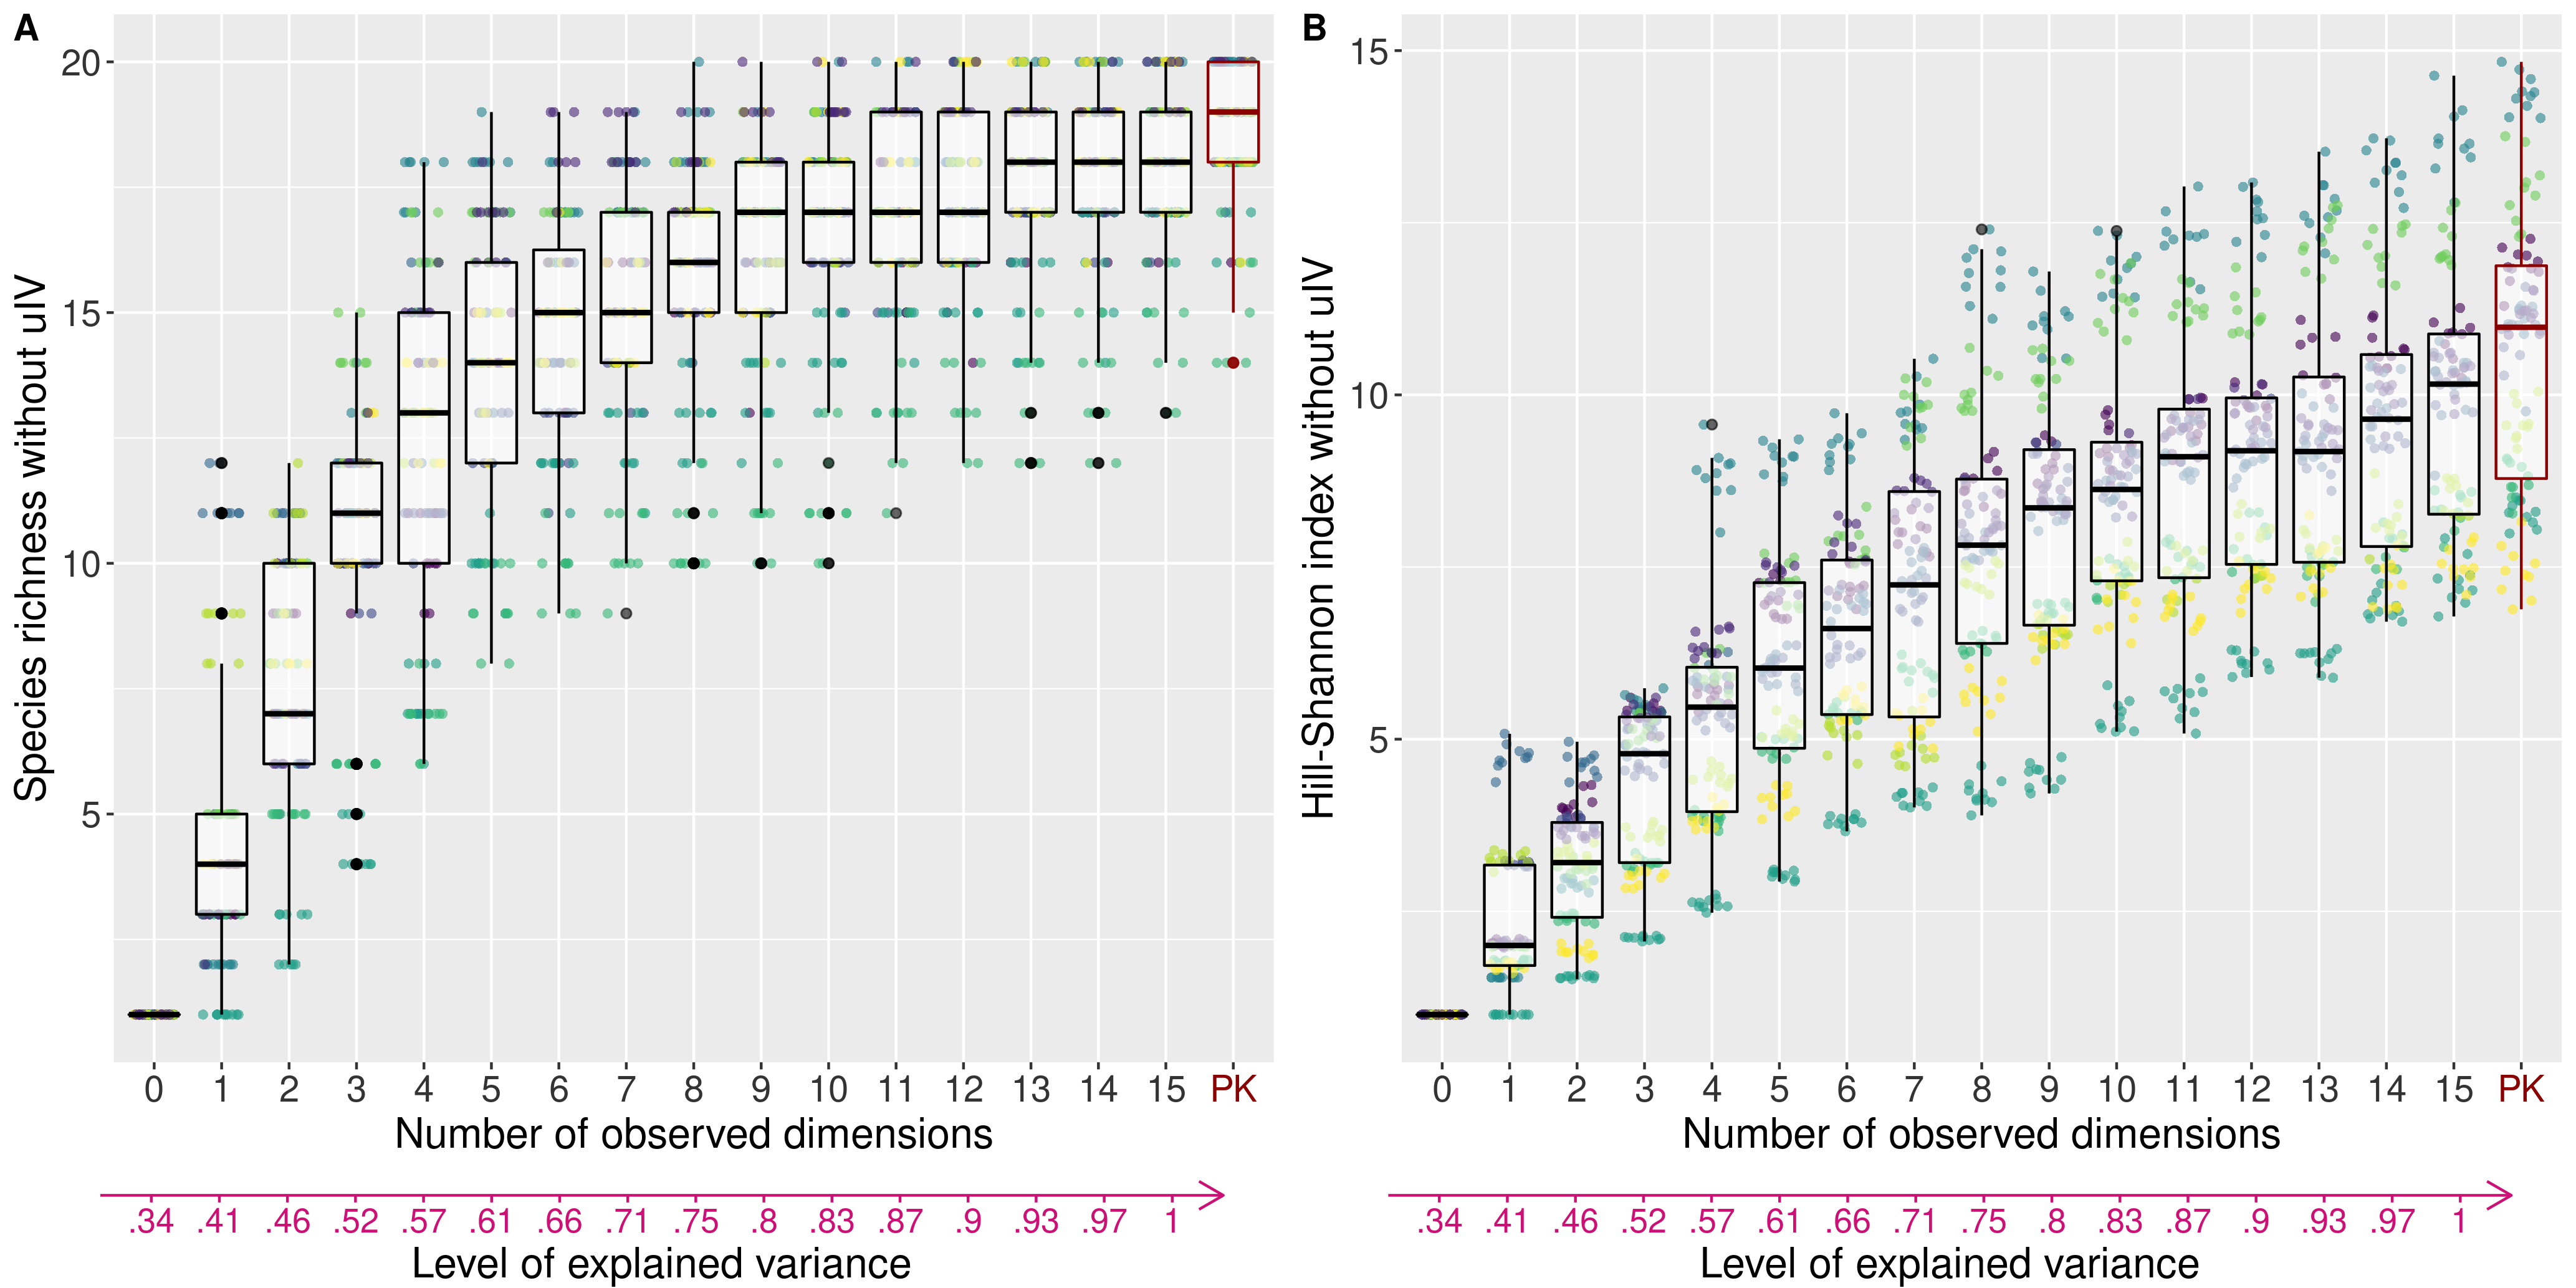 A
Species richness without uIV
20
15
10
5
0 1 2 3 4 5 6 7 8 9 10 11 12 13 14 15 PK
Number of observed dimensions
.34 .41 .46 .52 .57 .61 .66 .71 .75 .8 .83 .87 .9 .93 .97 1
Level of explained variance
B
Hill-Shannon index without uIV
15
10
5
0 1 2 3 4 5 6 7 8 9 10 11 12 13 14 15 PK
Number of observed dimensions
.34 .41 .46 .52 .57 .61 .66 .71 .75 .8 .83 .87 .9 .93 .97 1
Level of explained variance